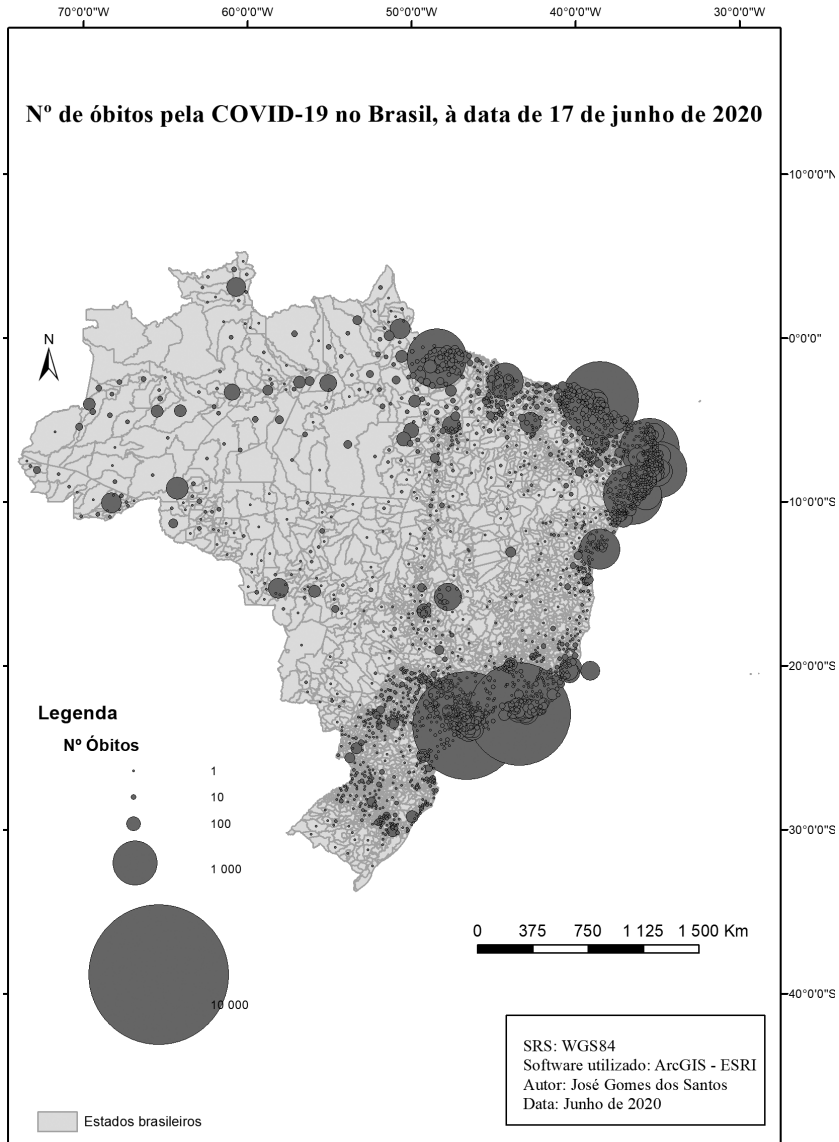 70°0'0"W 60°0'0"W 50°0'0"W 40°0'0"W 30°0'0"W
Nº de óbitos pela COVID-19 no Brasil, à data de 17 de junho de 2020
10°0'0"N
N
0°0'0"
10°0'0"S
20°0'0"S
Legenda
Nº Óbitos
1
10
100
30°0'0"S
1 000
0 375 750 1 125 1 500 Km
10 000
40°0'0"S
SRS: WGS84
Software utilizado: ArcGIS - ESRI
Autor: José Gomes dos Santos
Data: Junho de 2020
Estados brasileiros